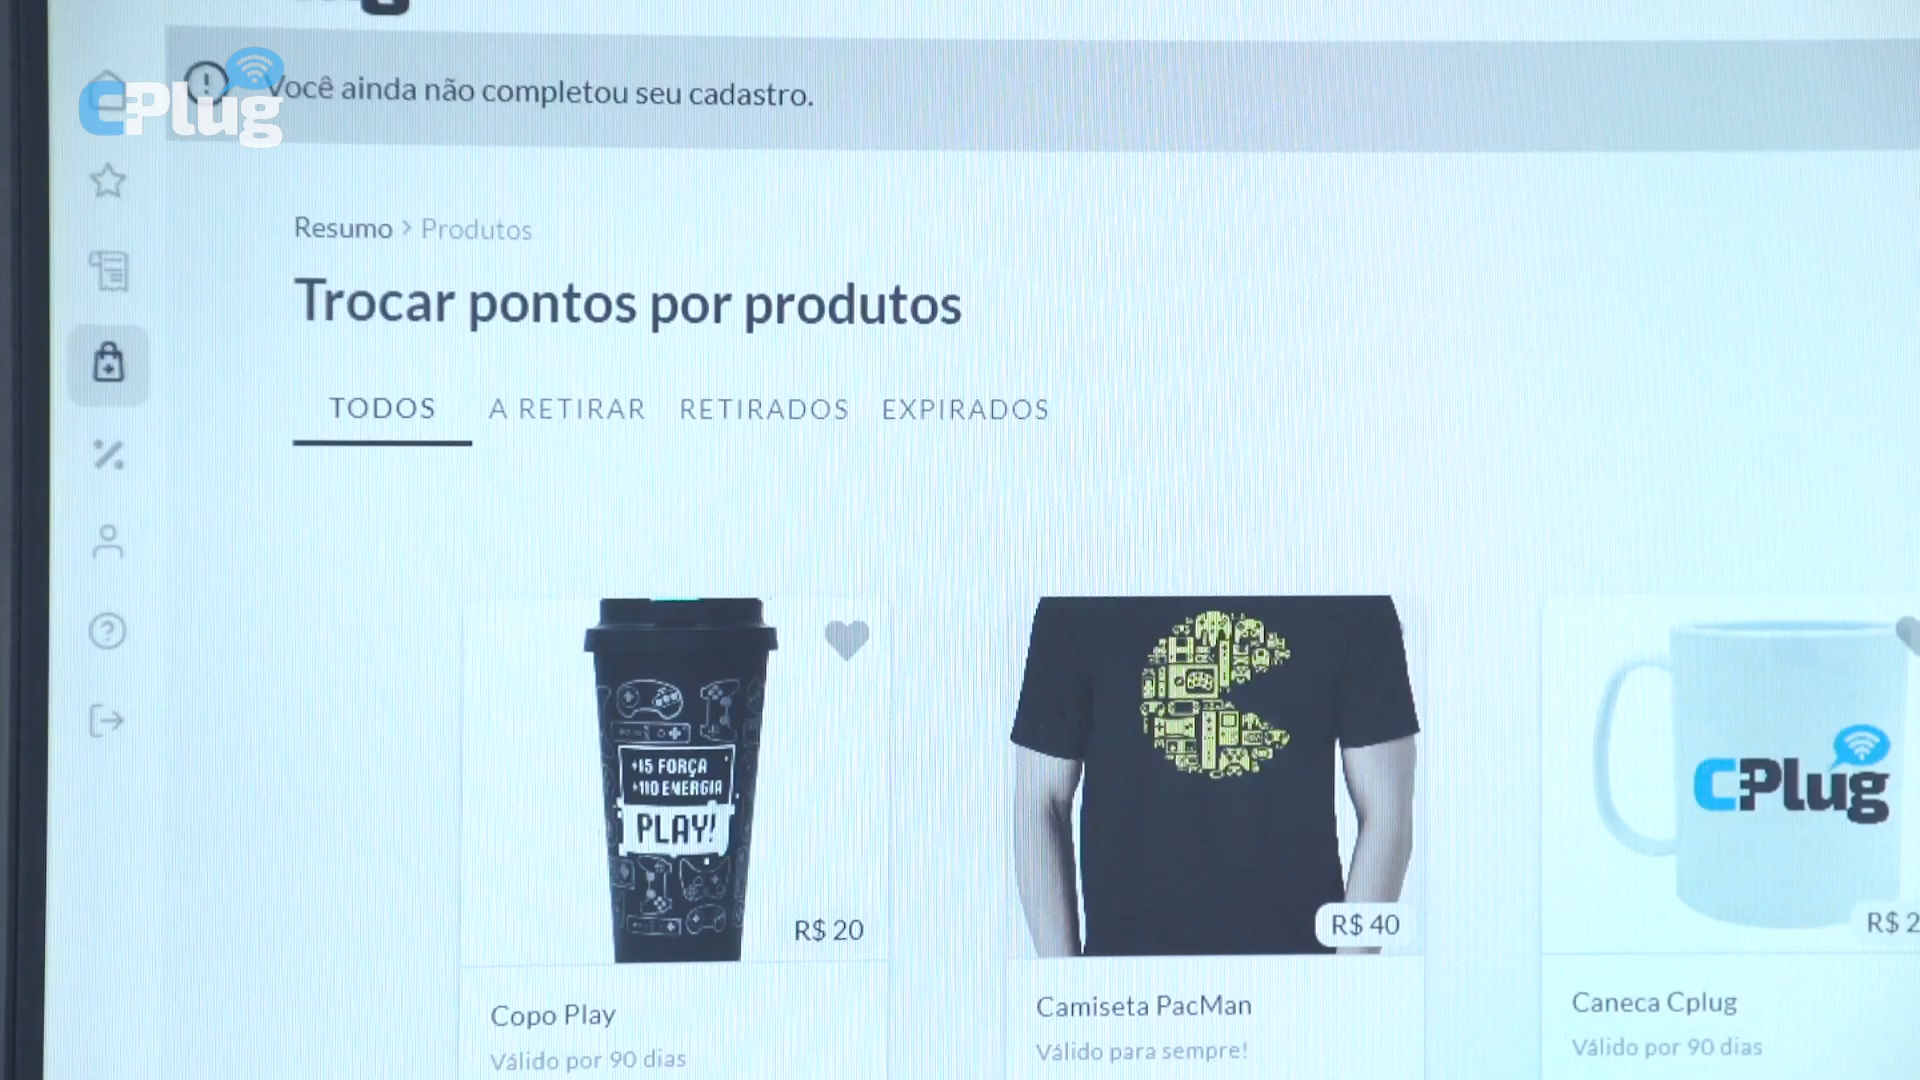 CPlug
Você ainda não completou seu cadastro.
Resumo > Produtos
Trocar pontos por produtos
TODOS A RETIRAR RETIRADOS EXPIRADOS
+15 FORÇA
+110 ENERGIA
PLAY!
R$ 20
R$ 40
CPlug
R$ 2
Copo Play
Válido por 90 dias
Camiseta PacMan
Válido para sempre!
Caneca Cplug
Válido por 90 dias